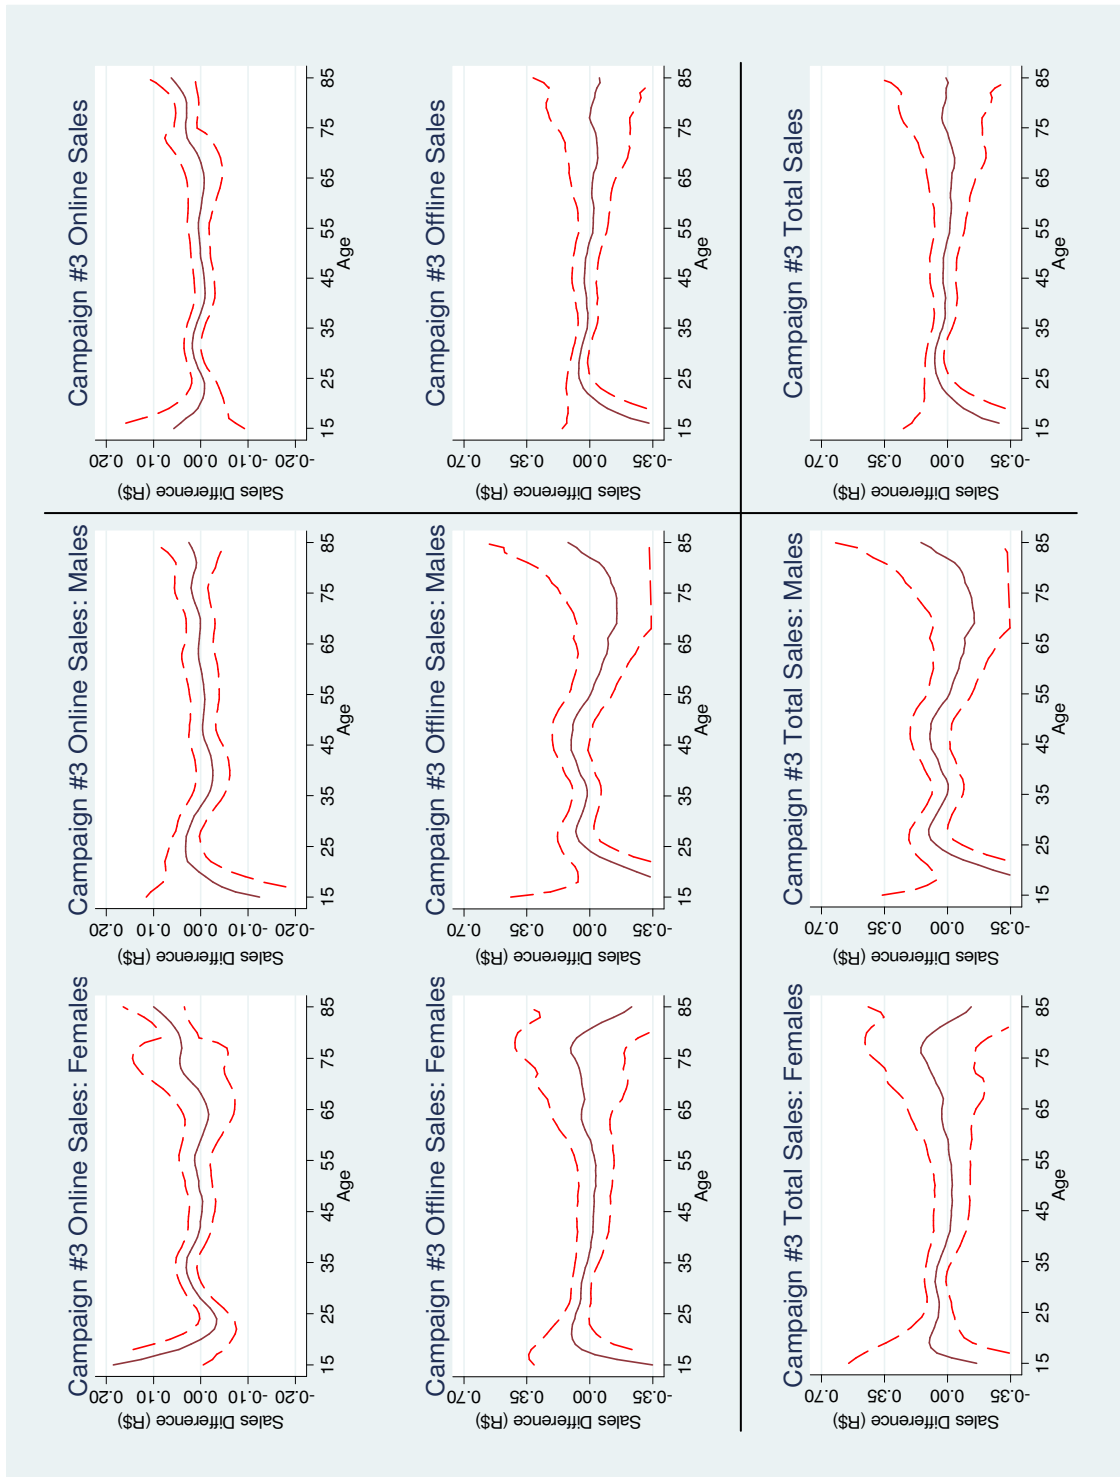 Campaign #3 Online Sales: Females
Sales Difference (R$)
0.20
0.10
0.00
-0.10
-0.20
15 25 35 45 55 65 75 85
Age
Campaign #3 Online Sales: Males
Sales Difference (R$)
0.20
0.10
0.00
-0.10
-0.20
15 25 35 45 55 65 75 85
Age
Campaign #3 Online Sales
Sales Difference (R$)
0.20
0.10
0.00
-0.10
-0.20
15 25 35 45 55 65 75 85
Age
Campaign #3 Offline Sales: Females
Sales Difference (R$)
0.70
0.35
0.00
-0.35
15 25 35 45 55 65 75 85
Age
Campaign #3 Offline Sales: Males
Sales Difference (R$)
0.70
0.35
0.00
-0.35
15 25 35 45 55 65 75 85
Age
Campaign #3 Offline Sales
Sales Difference (R$)
0.70
0.35
0.00
-0.35
15 25 35 45 55 65 75 85
Age
Campaign #3 Total Sales: Females
Sales Difference (R$)
0.70
0.35
0.00
-0.35
15 25 35 45 55 65 75 85
Age
Campaign #3 Total Sales: Males
Sales Difference (R$)
0.70
0.35
0.00
-0.35
15 25 35 45 55 65 75 85
Age
Campaign #3 Total Sales
Sales Difference (R$)
0.70
0.35
0.00
-0.35
15 25 35 45 55 65 75 85
Age